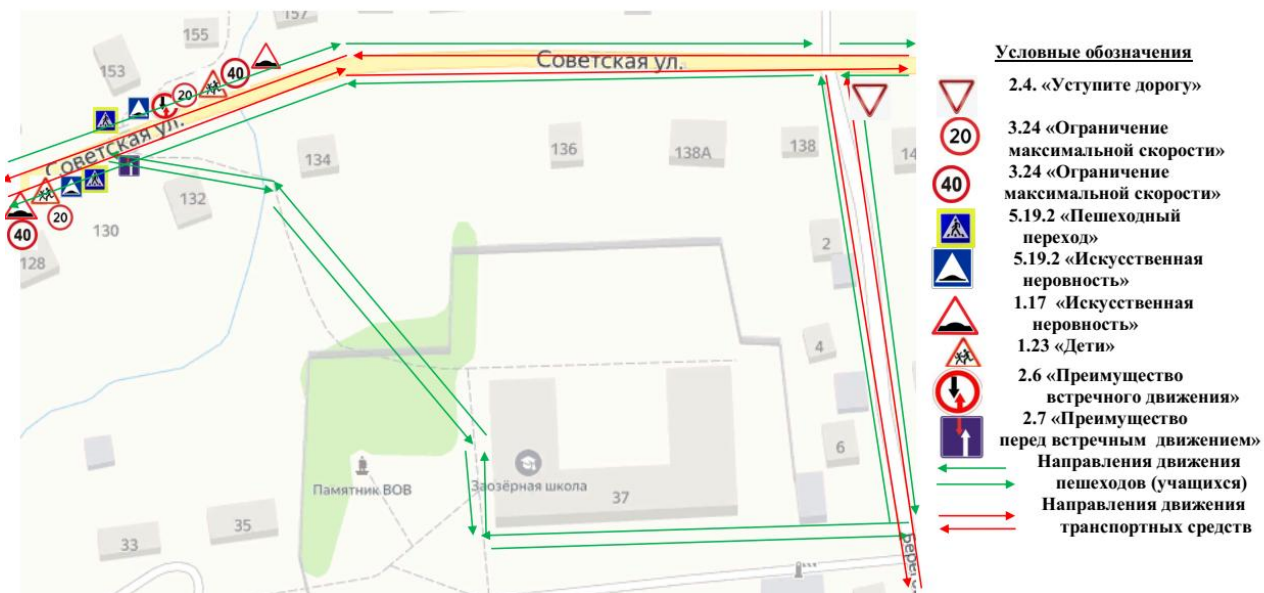 157
155
153
40
20
Советская ул.
Советская ул.
134
136
138А
138
14
132
130
128
20
40
2
4
6
Памятник ВОВ
Заозёрная школа
37
35
33
Берег
Условные обозначения
2.4. «Уступите дорогу»
20
3.24 «Ограничение
максимальной скорости»
40
3.24 «Ограничение
максимальной скорости»
5.19.2 «Пешеходный
переход»
5.19.2 «Искусственная
неровность»
1.17 «Искусственная
неровность»
1.23 «Дети»
2.6 «Преимущество
встречного движения»
2.7 «Преимущество
перед встречным движением»
Направления движения
пешеходов (учащихся)
Направления движения
транспортных средств